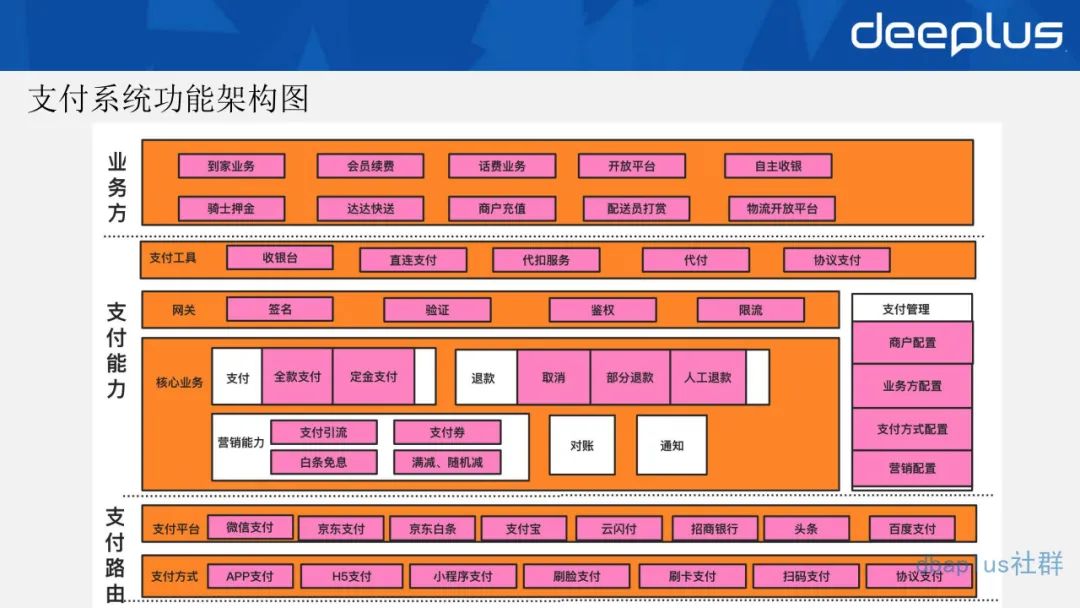 deeplus
支付系统功能架构图
业务方
到家业务 会员续费 话费业务 开放平台 自主收银
骑士押金 达达快送 商户充值 配送员打赏 物流开放平台
支付能力
支付工具 收银台 直连支付 代扣服务 代付 协议支付
网关 签名 验证 鉴权 限流
支付管理
商户配置
业务方配置
支付方式配置
营销配置
核心业务 支付 全款支付 定金支付 退款 取消 部分退款 人工退款
营销能力 支付引流 支付券
白条免息 满减、随机减
对账 通知
支付路由
支付平台 微信支付 京东支付 京东白条 支付宝 云闪付 招商银行 头条 百度支付
支付方式 APP支付 H5支付 小程序支付 刷脸支付 刷卡支付 扫码支付 协议支付
dbaplus社群